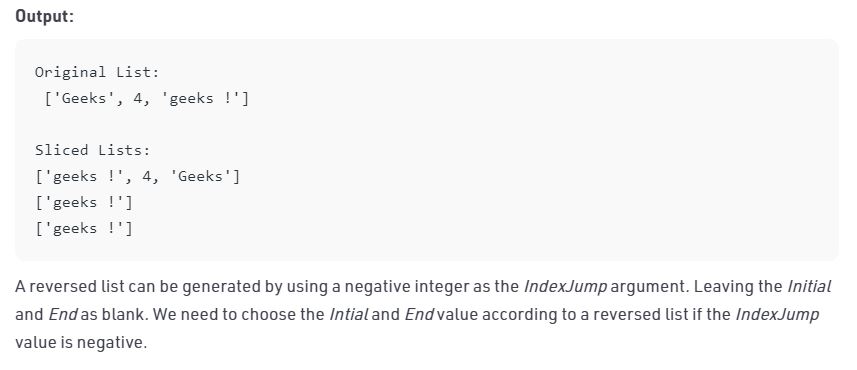 Output:
Original List:
['Geeks', 4, 'geeks !']
Sliced Lists:
['geeks !', 4, 'Geeks']
['geeks !']
['geeks !']
A reversed list can be generated by using a negative integer as the IndexJump argument. Leaving the Initial
and End as blank. We need to choose the Intial and End value according to a reversed list if the IndexJump
value is negative.